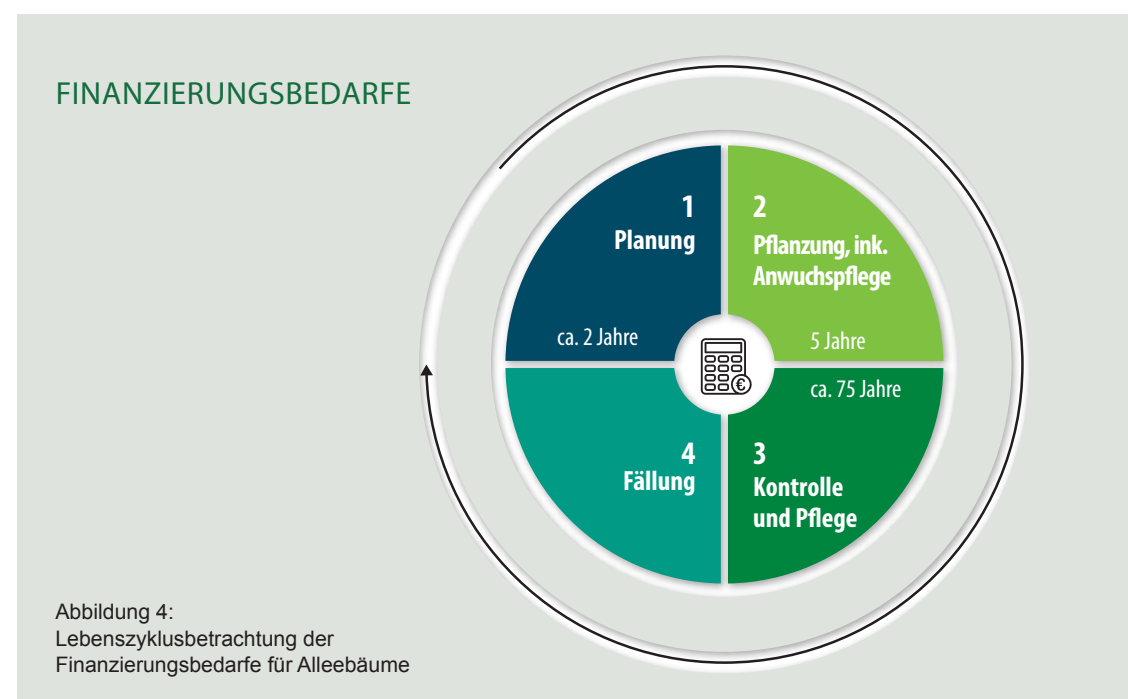 FINANZIERUNGSBEDARFE
1
Planung
ca. 2 Jahre
2
Pflanzung, ink.
Anwuchspflege
5 Jahre
ca. 75 Jahre
3
Kontrolle
und Pflege
4
Fällung
€
Abbildung 4:
Lebenszyklusbetrachtung der
Finanzierungsbedarfe für Alleebäume